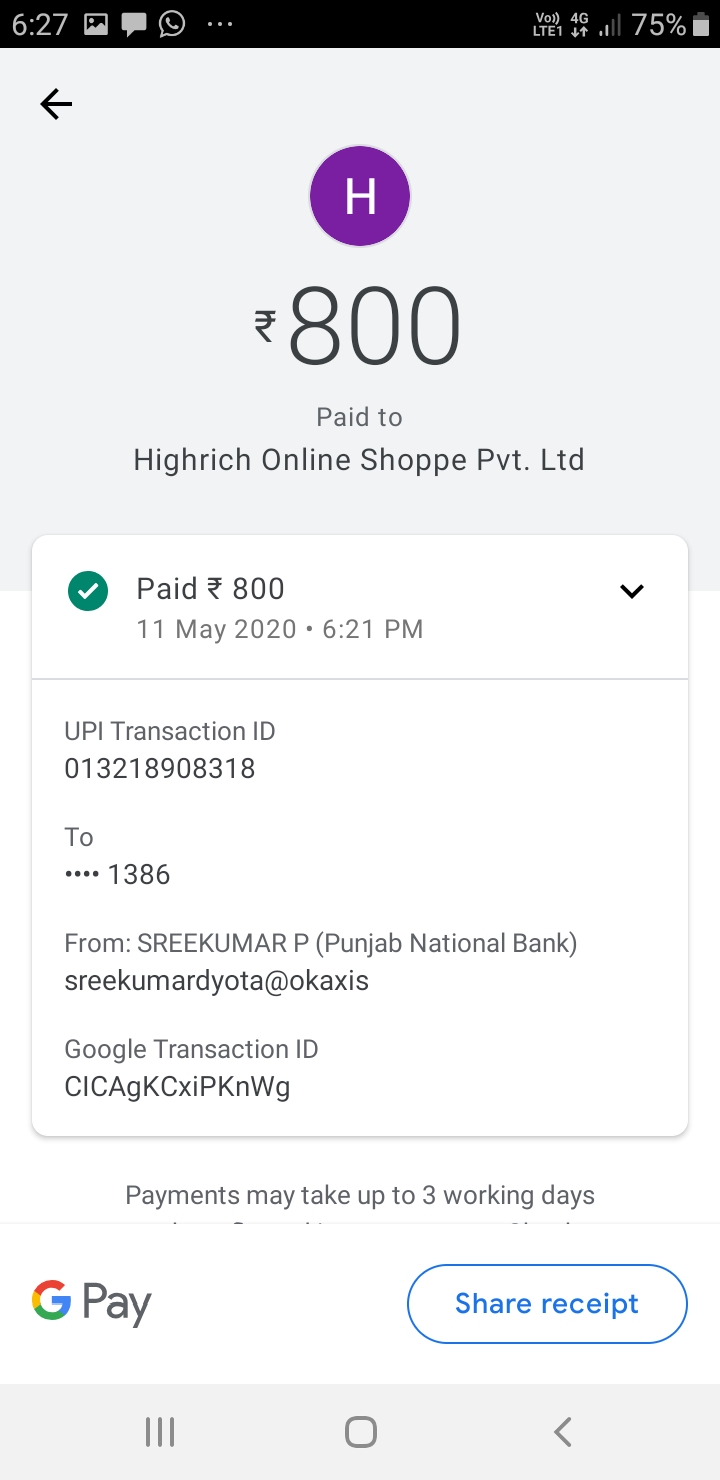 6:27 ... Vo)) LTE1 4G 75%
H
₹800
Paid to
Highrich Online Shoppe Pvt. Ltd
Paid ₹ 800
11 May 2020 • 6:21 PM
UPI Transaction ID
013218908318
To
•••• 1386
From: SREEKUMAR P (Punjab National Bank)
sreekumardyota@okaxis
Google Transaction ID
CICAgKCxiPKnWg
Payments may take up to 3 working days
G Pay
Share receipt